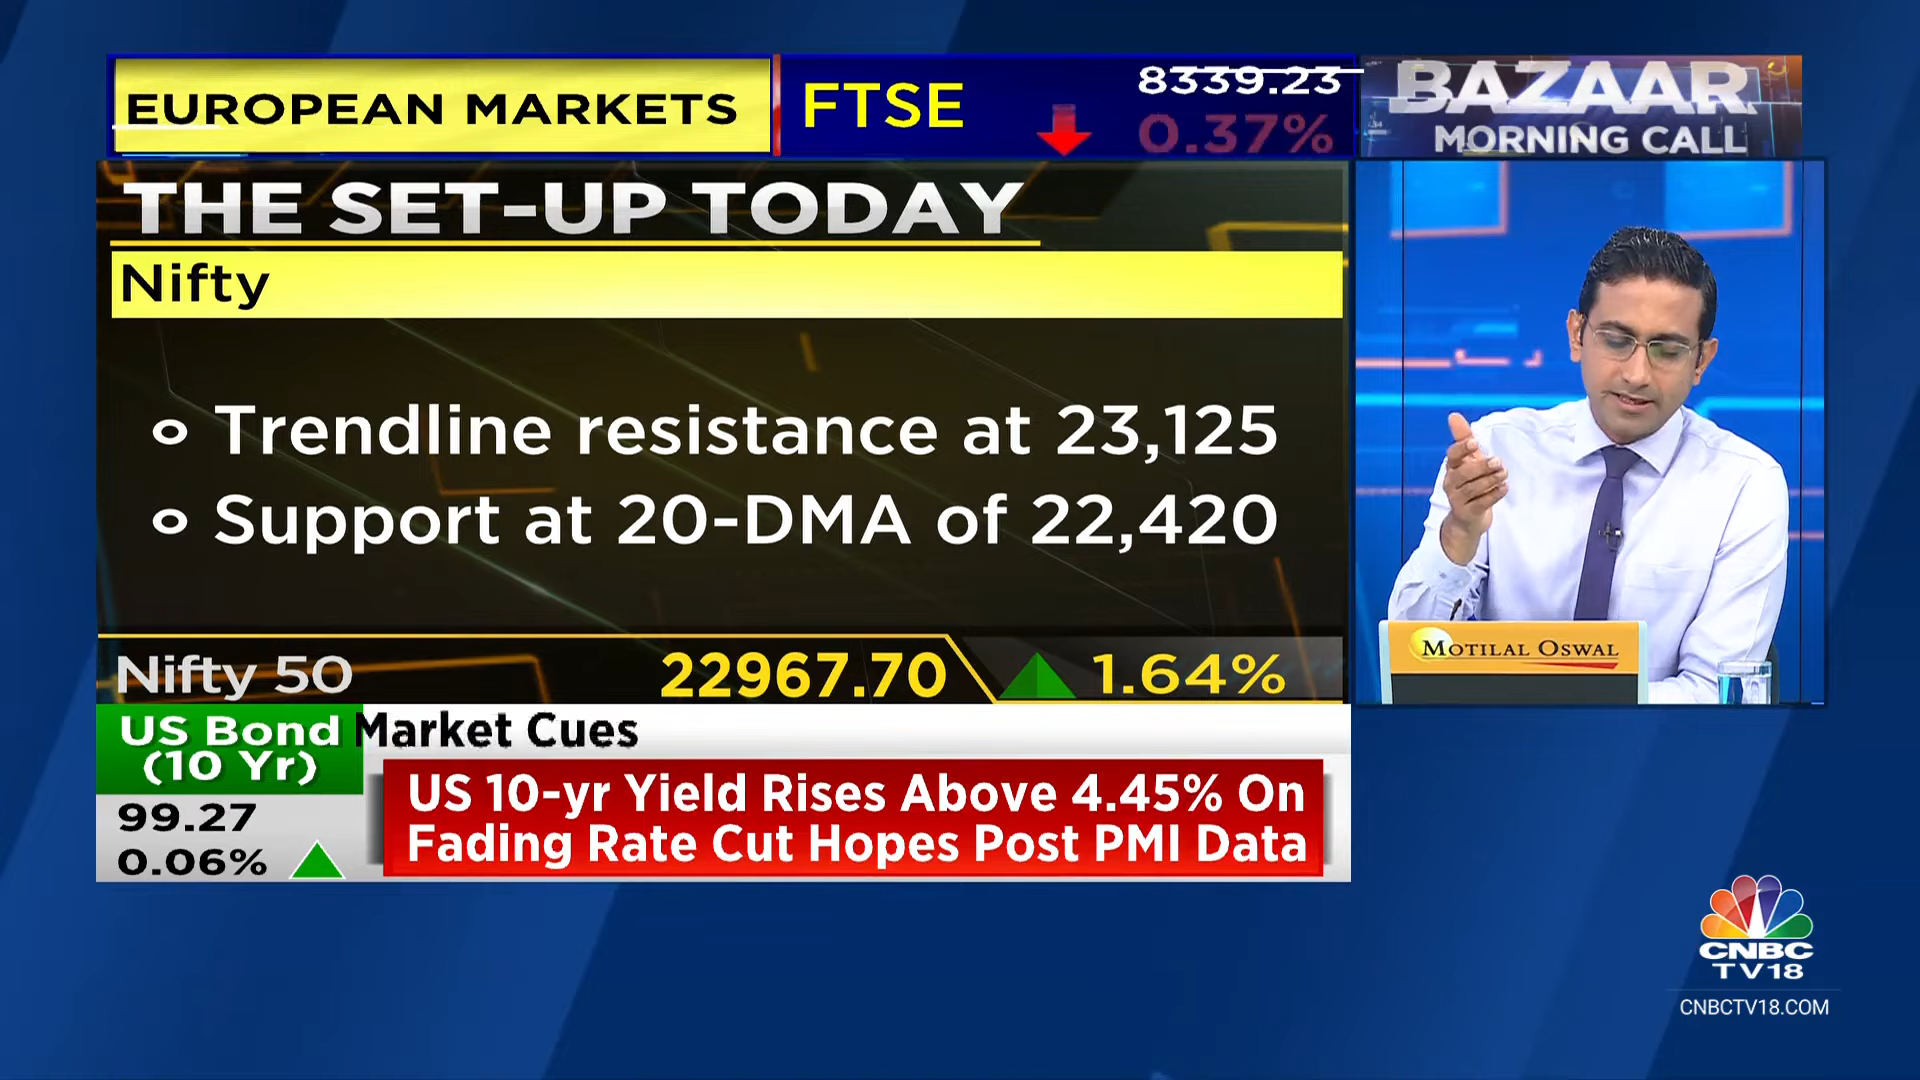 EUROPEAN MARKETS
FTSE
8339.23
0.37%
BAZAAR
MORNING CALL
THE SET-UP TODAY
Nifty
o Trendline resistance at 23,125
o Support at 20-DMA of 22,420
Nifty 50 22967.70 1.64%
MOTILAL OSWAL
US Bond
(10 Yr)
99.27
0.06%
Market Cues
US 10-yr Yield Rises Above 4.45% On
Fading Rate Cut Hopes Post PMI Data
CNBC
TV18
CNBCTV18.COM